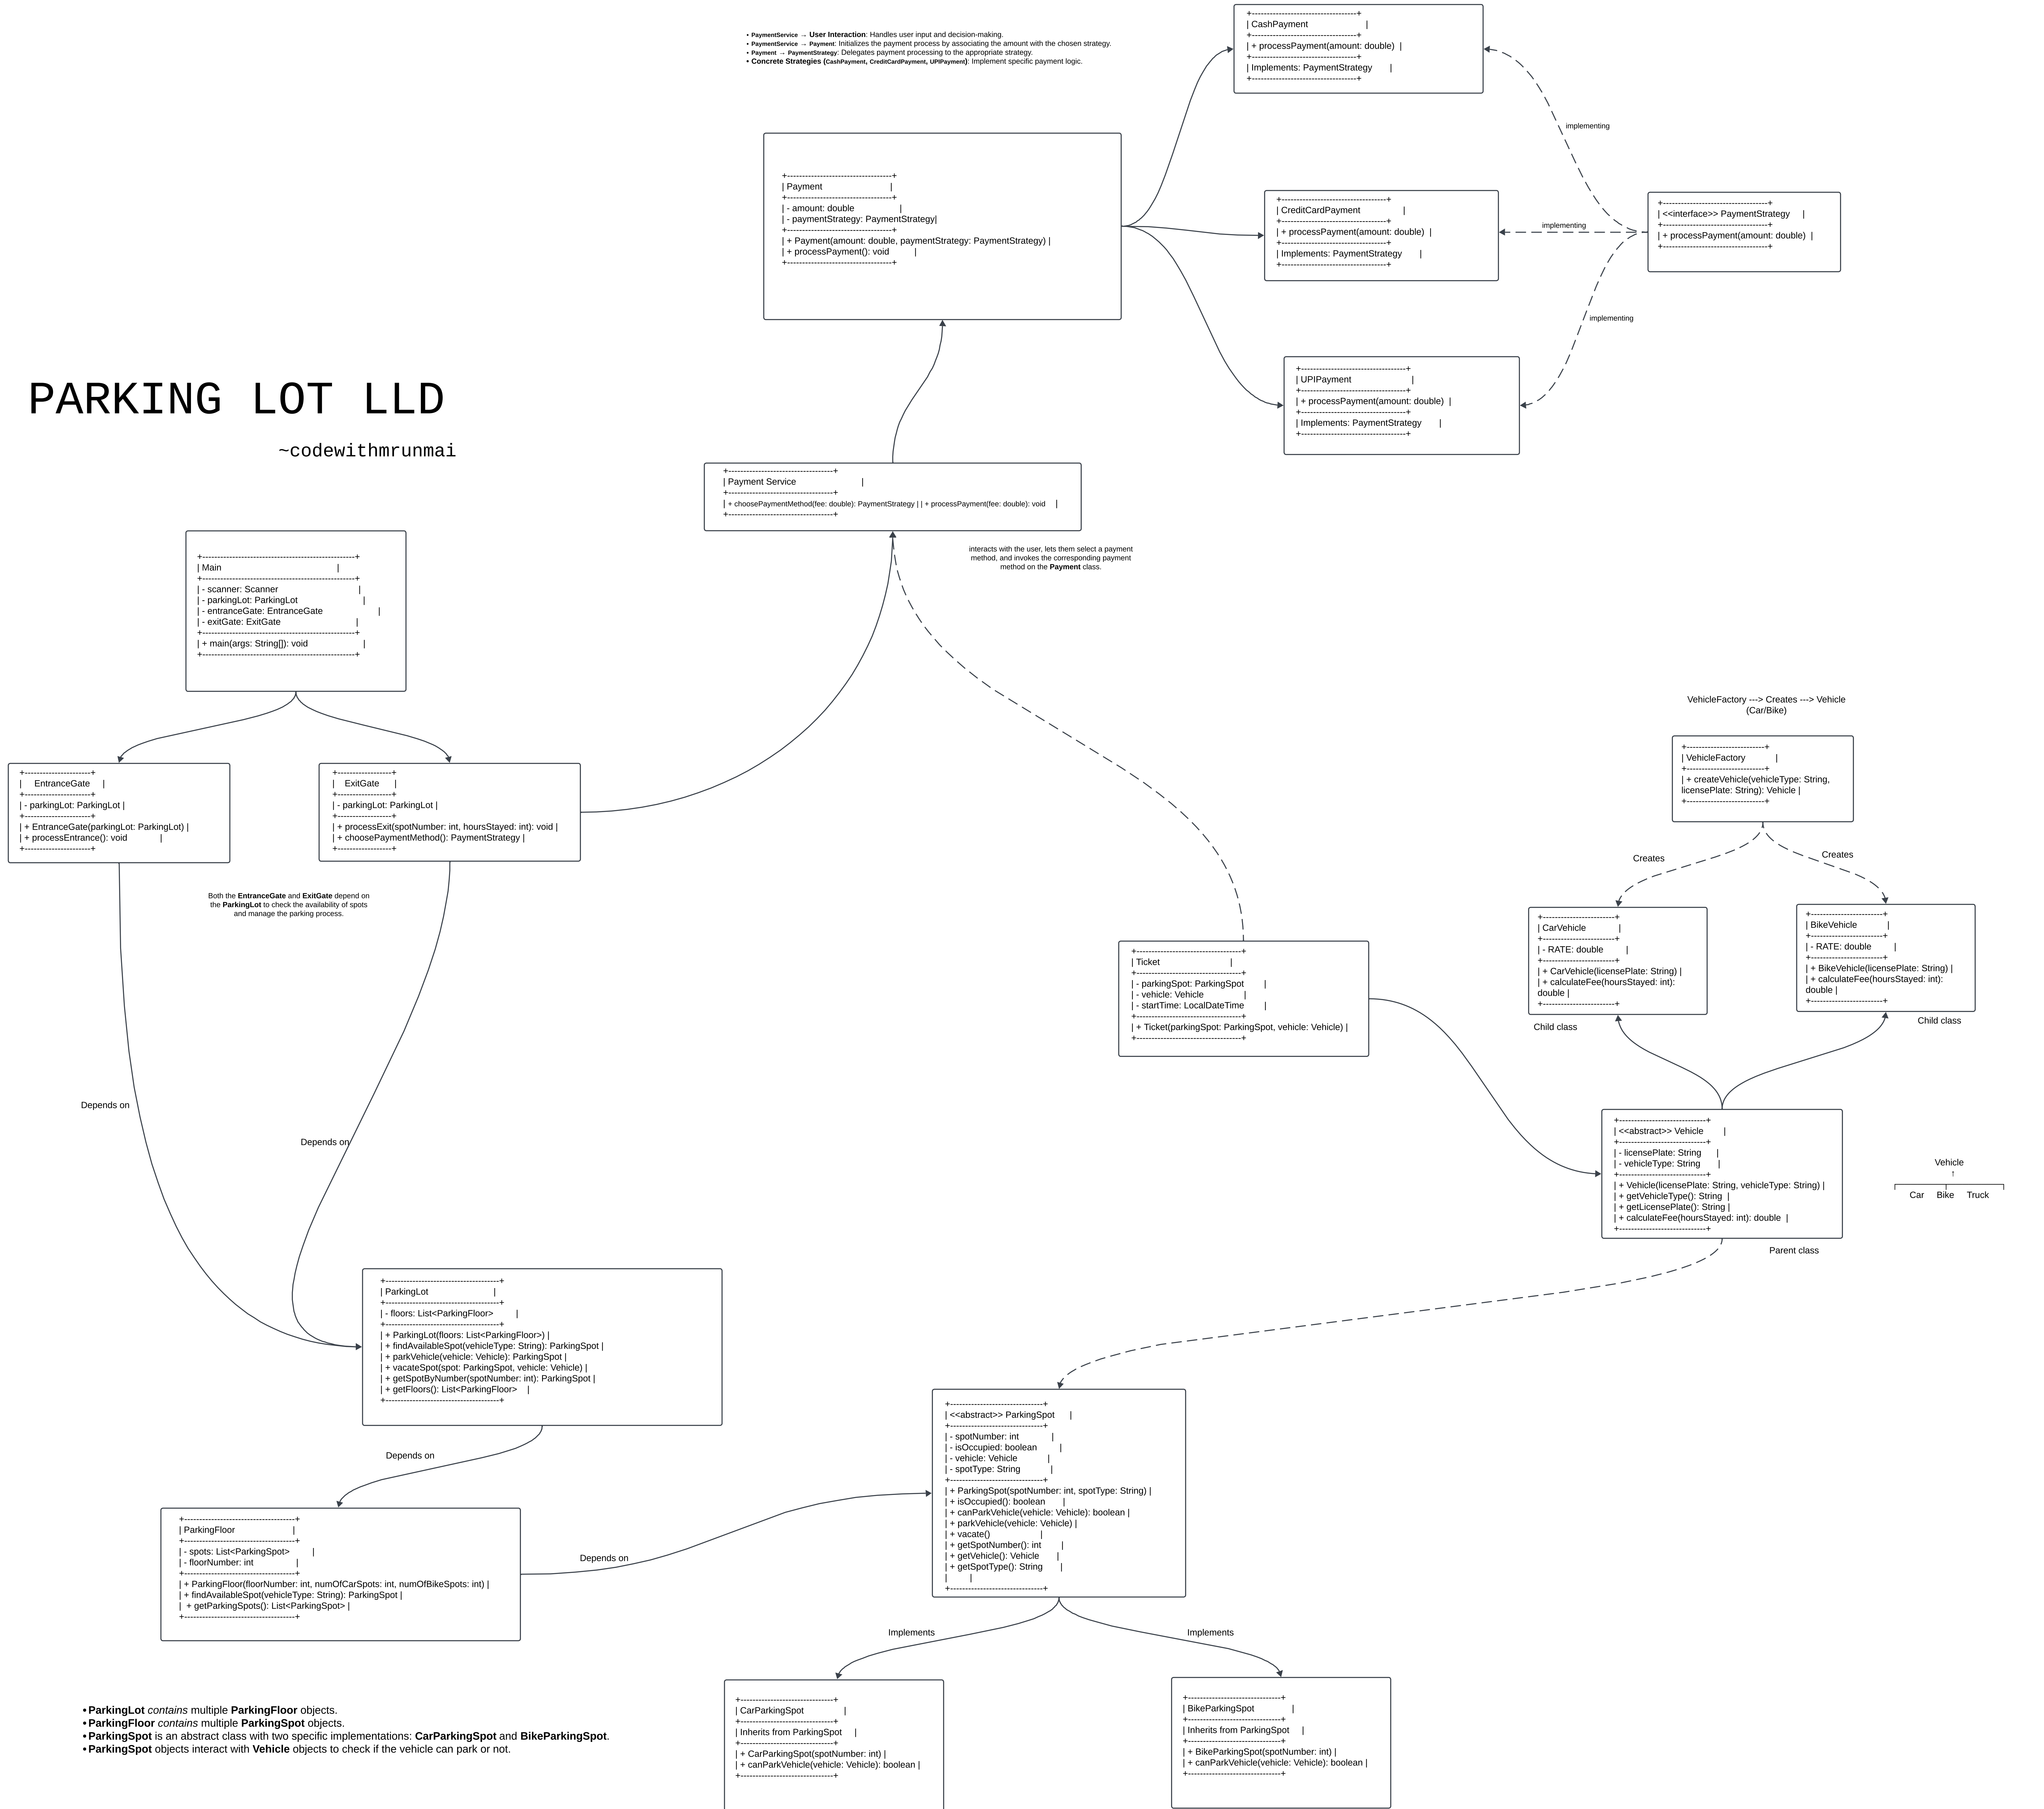 • PaymentService → User Interaction: Handles user input and decision-making.
• PaymentService → Payment: Initializes the payment process by associating the amount with the chosen strategy.
• Payment → PaymentStrategy: Delegates payment processing to the appropriate strategy.
• Concrete Strategies (CashPayment, CreditCardPayment, UPIPayment): Implement specific payment logic.
+-----------------------------------+
| CashPayment |
+-----------------------------------+
| + processPayment(amount: double) |
+-----------------------------------+
| Implements: PaymentStrategy |
+-----------------------------------+
implementing
+-----------------------------------+
| Payment |
+-----------------------------------+
| - amount: double |
| - paymentStrategy: PaymentStrategy|
+-----------------------------------+
| + Payment(amount: double, paymentStrategy: PaymentStrategy) |
| + processPayment(): void |
+-----------------------------------+
+-----------------------------------+
| CreditCardPayment |
+-----------------------------------+
| + processPayment(amount: double) |
+-----------------------------------+
| Implements: PaymentStrategy |
+-----------------------------------+
implementing
+-----------------------------------+
| <<interface>> PaymentStrategy |
+-----------------------------------+
| + processPayment(amount: double) |
+-----------------------------------+
implementing
+-----------------------------------+
| UPIPayment |
+-----------------------------------+
| + processPayment(amount: double) |
+-----------------------------------+
| Implements: PaymentStrategy |
+-----------------------------------+
PARKING LOT LLD
~codewithmrunmai
+-----------------------------------+
| Payment Service |
+-----------------------------------+
| + choosePaymentMethod(fee: double): PaymentStrategy | | + processPayment(fee: double): void |
+-----------------------------------+
interacts with the user, lets them select a payment
method, and invokes the corresponding payment
method on the Payment class.
+---------------------------------------------------+
| Main |
+---------------------------------------------------+
| - scanner: Scanner |
| - parkingLot: ParkingLot |
| - entranceGate: EntranceGate |
| - exitGate: ExitGate |
+---------------------------------------------------+
| + main(args: String[]): void |
+---------------------------------------------------+
+----------------------+
| EntranceGate |
+----------------------+
| - parkingLot: ParkingLot |
+----------------------+
| + EntranceGate(parkingLot: ParkingLot) |
| + processEntrance(): void |
+----------------------+
+------------------+
| ExitGate |
+------------------+
| - parkingLot: ParkingLot |
+------------------+
| + processExit(spotNumber: int, hoursStayed: int): void |
| + choosePaymentMethod(): PaymentStrategy |
+------------------+
Both the EntranceGate and ExitGate depend on
the ParkingLot to check the availability of spots
and manage the parking process.
VehicleFactory ---> Creates ---> Vehicle
(Car/Bike)
+--------------------------+
| VehicleFactory |
+--------------------------+
| + createVehicle(vehicleType: String,
licensePlate: String): Vehicle |
+--------------------------+
Creates
Creates
+------------------------+
| CarVehicle |
+------------------------+
| - RATE: double |
+------------------------+
| + CarVehicle(licensePlate: String) |
| + calculateFee(hoursStayed: int):
double |
+------------------------+
Child class
+-------------------------+
| BikeVehicle |
+-------------------------+
| - RATE: double |
+-------------------------+
| + BikeVehicle(licensePlate: String) |
| + calculateFee(hoursStayed: int):
double |
+-------------------------+
Child class
+-----------------------------------+
| Ticket |
+-----------------------------------+
| - parkingSpot: ParkingSpot |
| - vehicle: Vehicle |
| - startTime: LocalDateTime |
+-----------------------------------+
| + Ticket(parkingSpot: ParkingSpot, vehicle: Vehicle) |
+-----------------------------------+
Depends on
Depends on
+-----------------------------+
| <<abstract>> Vehicle |
+-----------------------------+
| - licensePlate: String |
| - vehicleType: String |
+-----------------------------+
| + Vehicle(licensePlate: String, vehicleType: String) |
| + getVehicleType(): String |
| + getLicensePlate(): String |
| + calculateFee(hoursStayed: int): double |
+-----------------------------+
Parent class
Vehicle
↑
Car Bike Truck
+--------------------------------------+
| ParkingLot |
+--------------------------------------+
| - floors: List<ParkingFloor> |
+--------------------------------------+
| + ParkingLot(floors: List<ParkingFloor>) |
| + findAvailableSpot(vehicleType: String): ParkingSpot |
| + parkVehicle(vehicle: Vehicle): ParkingSpot |
| + vacateSpot(spot: ParkingSpot, vehicle: Vehicle) |
| + getSpotByNumber(spotNumber: int): ParkingSpot |
| + getFloors(): List<ParkingFloor> |
+--------------------------------------+
Depends on
+-------------------------------------+
| ParkingFloor |
+-------------------------------------+
| - spots: List<ParkingSpot> |
| - floorNumber: int |
+-------------------------------------+
| + ParkingFloor(floorNumber: int, numOfCarSpots: int, numOfBikeSpots: int) |
| + findAvailableSpot(vehicleType: String): ParkingSpot |
| + getParkingSpots(): List<ParkingSpot> |
+-------------------------------------+
Depends on
+-------------------------------+
| <<abstract>> ParkingSpot |
+-------------------------------+
| - spotNumber: int |
| - isOccupied: boolean |
| - vehicle: Vehicle |
| - spotType: String |
+-------------------------------+
| + ParkingSpot(spotNumber: int, spotType: String) |
| + isOccupied(): boolean |
| + canParkVehicle(vehicle: Vehicle): boolean |
| + parkVehicle(vehicle: Vehicle) |
| + vacate() |
| + getSpotNumber(): int |
| + getVehicle(): Vehicle |
| + getSpotType(): String |
| |
+-------------------------------+
Implements
Implements
+-------------------------------+
| CarParkingSpot |
+-------------------------------+
| Inherits from ParkingSpot |
+-------------------------------+
| + CarParkingSpot(spotNumber: int) |
| + canParkVehicle(vehicle: Vehicle): boolean |
+-------------------------------+
+-------------------------------+
| BikeParkingSpot |
+-------------------------------+
| Inherits from ParkingSpot |
+-------------------------------+
| + BikeParkingSpot(spotNumber: int) |
| + canParkVehicle(vehicle: Vehicle): boolean |
+-------------------------------+
• ParkingLot contains multiple ParkingFloor objects.
• ParkingFloor contains multiple ParkingSpot objects.
• ParkingSpot is an abstract class with two specific implementations: CarParkingSpot and BikeParkingSpot.
• ParkingSpot objects interact with Vehicle objects to check if the vehicle can park or not.